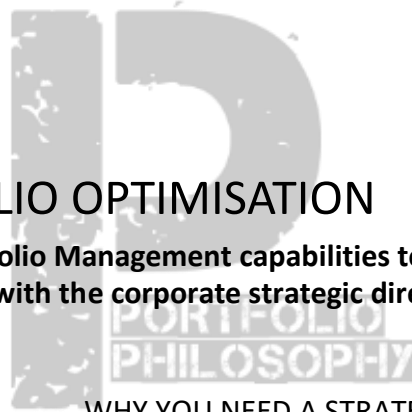 LIO OPTIMISATION
olio Management capabilities to
with the corporate strategic dire
PORTFOLIO
PHILOSOPHY
WHY YOU NEED A STRATE